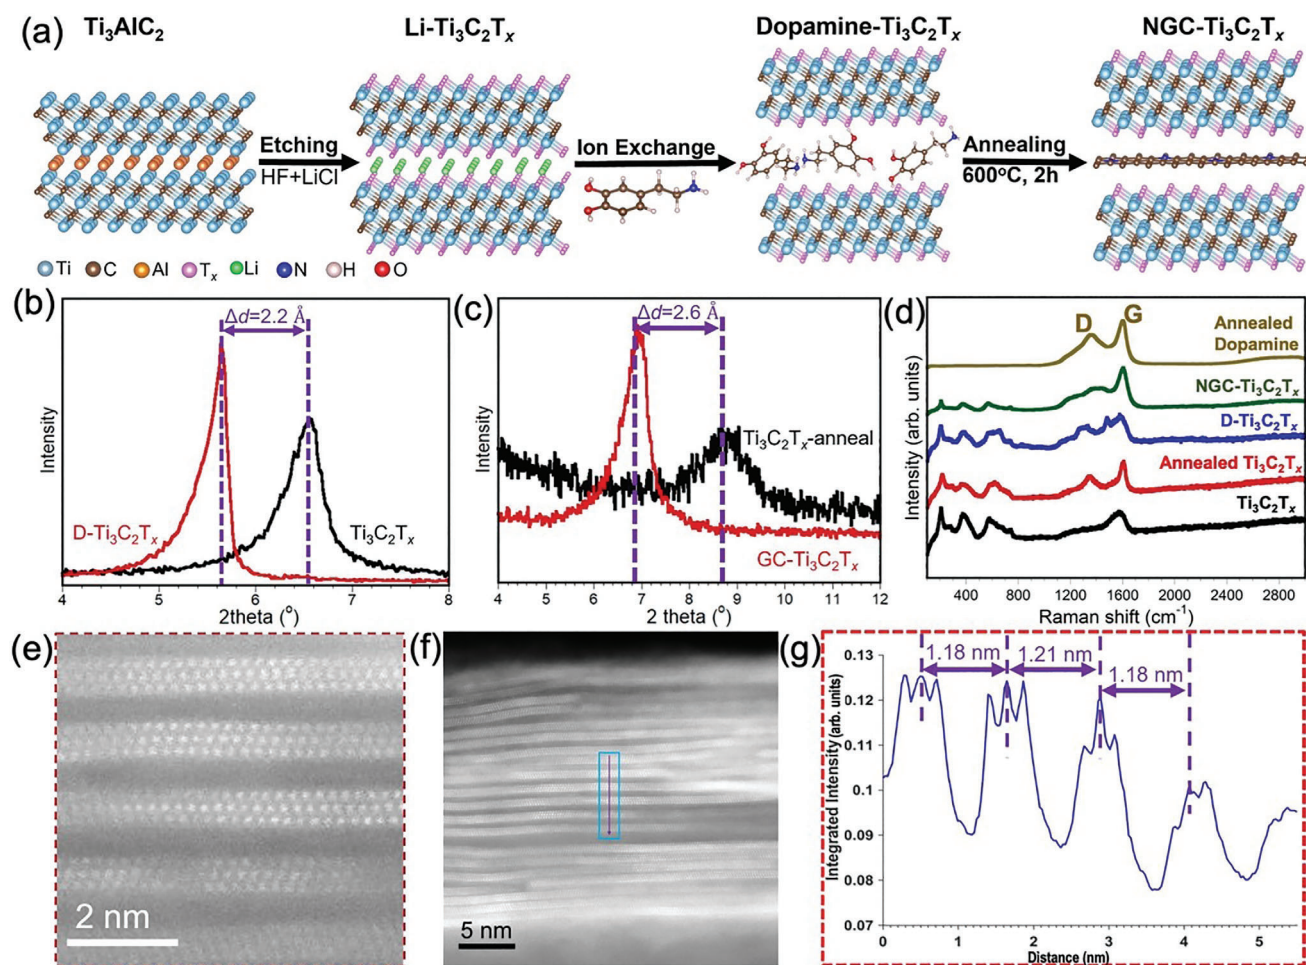 (a) Ti₃AlC₂ Li-Ti₃C₂Tₓ Dopamine-Ti₃C₂Tₓ NGC-Ti₃C₂Tₓ
Etching
HF+LiCl
Ion Exchange
Annealing
600°C, 2h
Ti C Al Tₓ Li N H O
(b)
Δd=2.2 Å
D-Ti₃C₂Tₓ
Ti₃C₂Tₓ
Intensity
4 5 6 7 8
2theta (°)
(c)
Δd=2.6 Å
Ti₃C₂Tₓ-anneal
GC-Ti₃C₂Tₓ
Intensity
4 5 6 7 8 9 10 11 12
2 theta (°)
(d)
D G
Annealed
Dopamine
NGC-Ti₃C₂Tₓ
D-Ti₃C₂Tₓ
Annealed Ti₃C₂Tₓ
Ti₃C₂Tₓ
Intensity (arb. units)
400 800 1200 1600 2000 2400 2800
Raman shift (cm⁻¹)
(e)
2 nm
(f)
5 nm
(g)
1.18 nm
1.21 nm
1.18 nm
Integrated Intensity (arb. units)
0.13
0.12
0.11
0.1
0.09
0.08
0.07
0 1 2 3 4 5
Distance (nm)